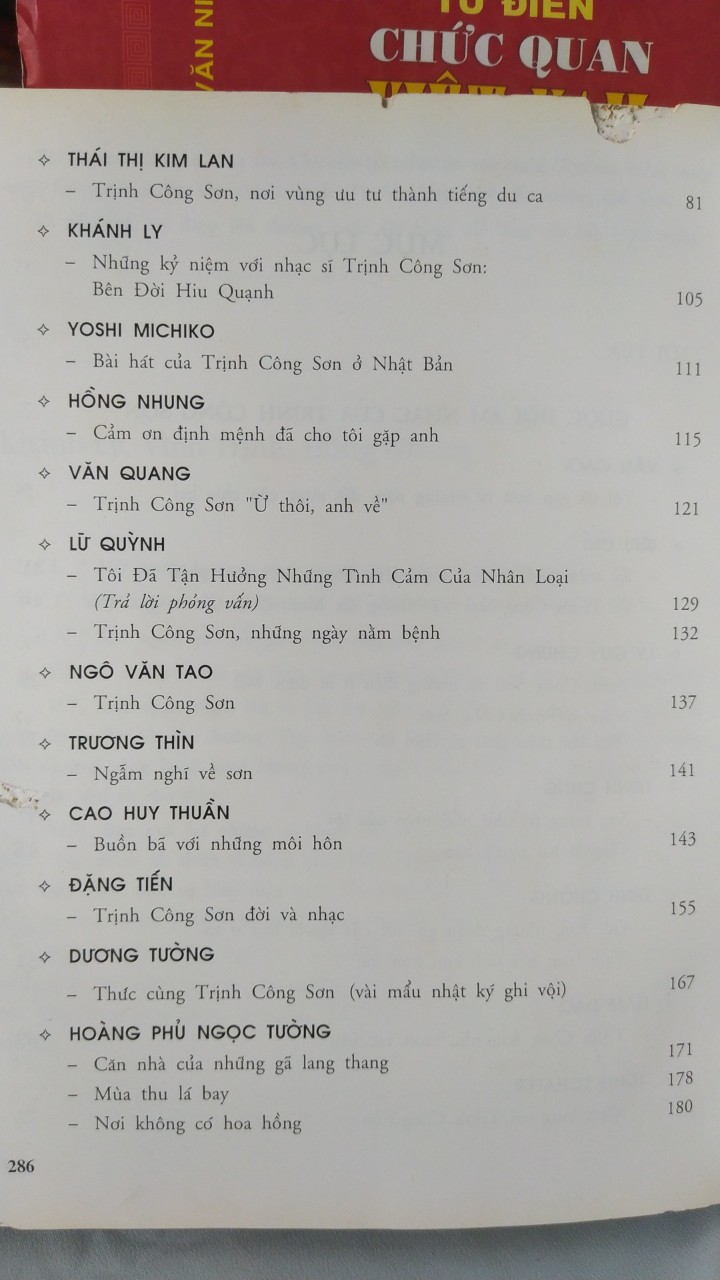 TỪ ĐIỂN
CHỨC QUAN
VĂN
✧ THÁI THỊ KIM LAN
– Trịnh Công Sơn, nơi vùng ưu tư thành tiếng du ca 81
✧ KHÁNH LY
– Những kỷ niệm với nhạc sĩ Trịnh Công Sơn:
Bên Đời Hiu Quạnh 105
✧ YOSHI MICHIKO
– Bài hát của Trịnh Công Sơn ở Nhật Bản 111
✧ HỒNG NHUNG
– Cảm ơn định mệnh đã cho tôi gặp anh 115
✧ VĂN QUANG
– Trịnh Công Sơn "Ừ thôi, anh về" 121
✧ LỮ QUỲNH
– Tôi Đã Tận Hưởng Những Tình Cảm Của Nhân Loại
(Trả lời phỏng vấn) 129
– Trịnh Công Sơn, những ngày nằm bệnh 132
✧ NGÔ VĂN TAO
– Trịnh Công Sơn 137
✧ TRƯƠNG THÌN
– Ngẫm nghí về sơn 141
✧ CAO HUY THUẦN
– Buồn bã với những môi hôn 143
✧ ĐẶNG TIẾN
– Trịnh Công Sơn đời và nhạc 155
✧ DƯƠNG TƯỜNG
– Thức cùng Trịnh Công Sơn (vài mẩu nhật ký ghi vội) 167
✧ HOÀNG PHỦ NGỌC TƯỜNG
– Căn nhà của những gã lang thang 171
– Mùa thu lá bay 178
– Nơi không có hoa hồng 180
286